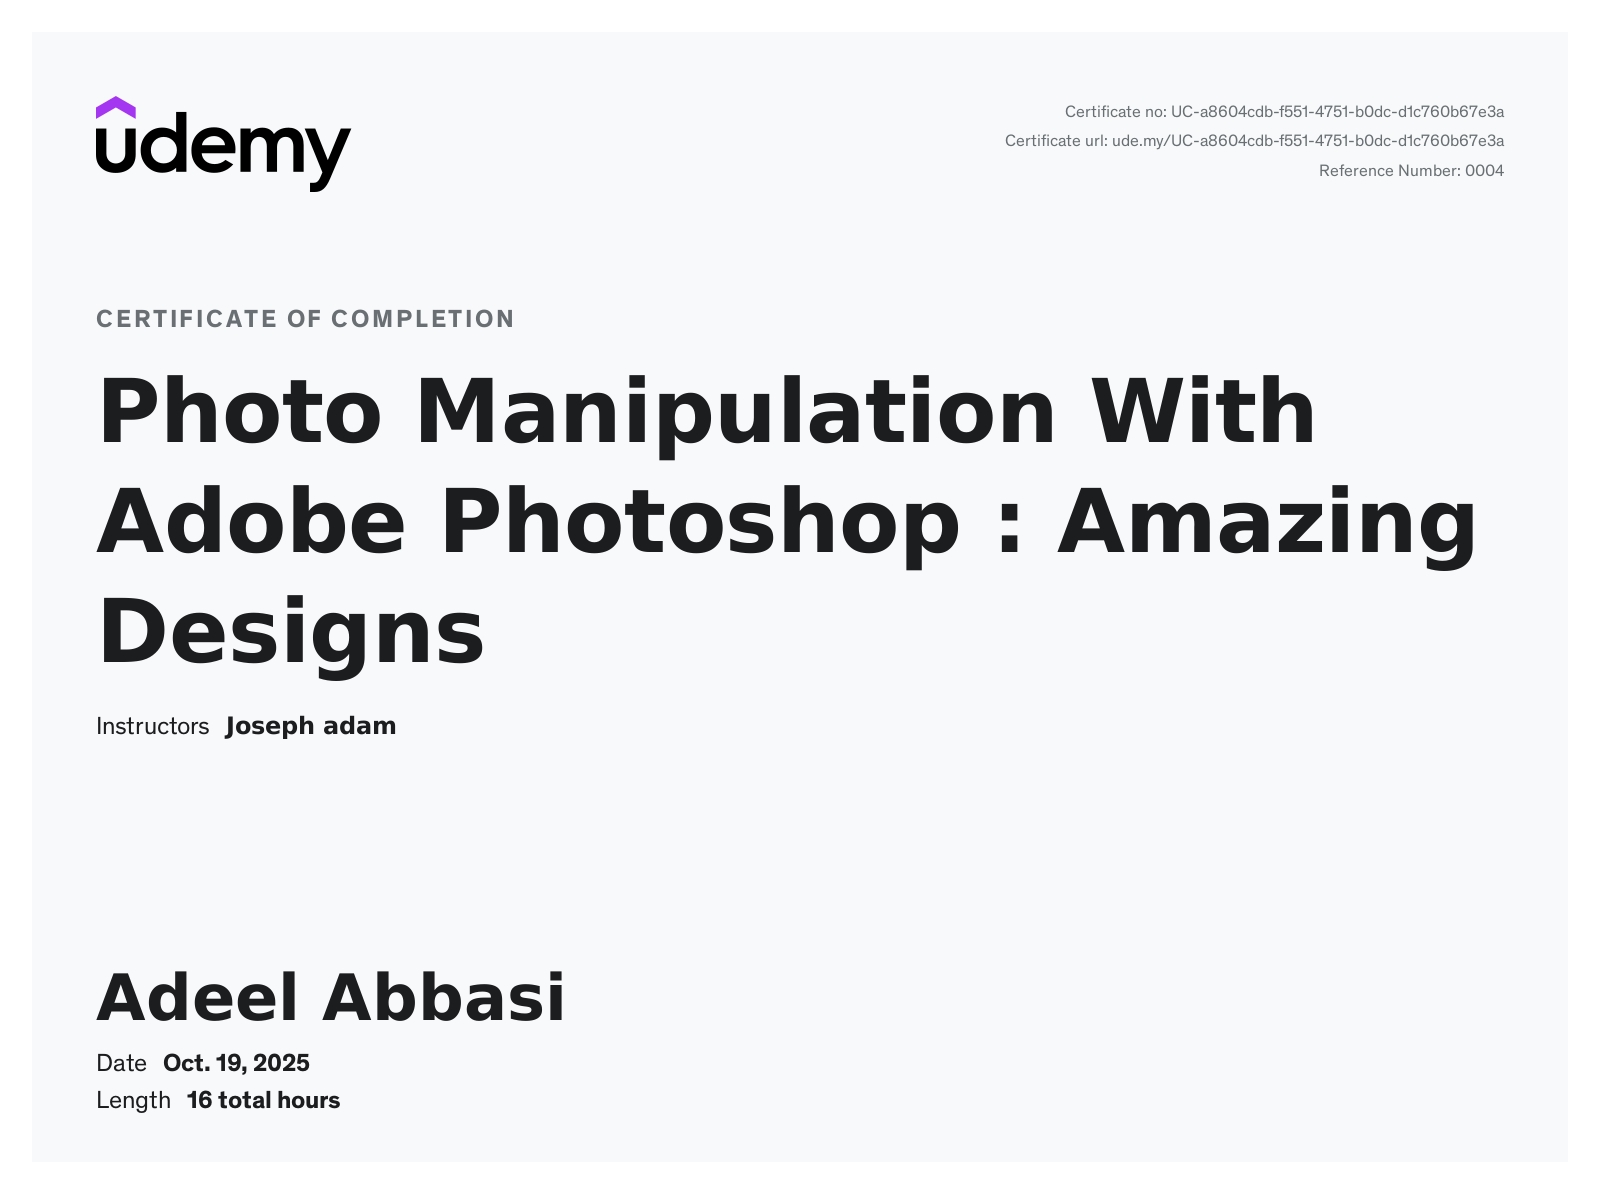 udemy
Certificate no: UC-a8604cdb-f551-4751-b0dc-d1c760b67e3a
Certificate url: ude.my/UC-a8604cdb-f551-4751-b0dc-d1c760b67e3a
Reference Number: 0004
CERTIFICATE OF COMPLETION
Photo Manipulation With
Adobe Photoshop : Amazing
Designs
Instructors Joseph adam
Adeel Abbasi
Date Oct. 19, 2025
Length 16 total hours